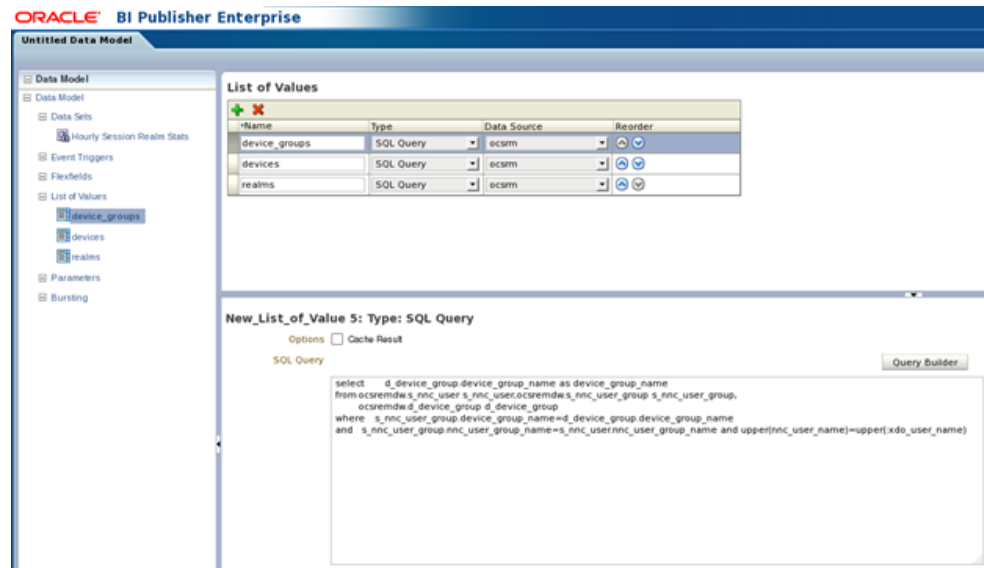 ORACLE BI Publisher Enterprise
Untitled Data Model
Data Model
Data Model
Data Sets
Hourly Session Realm Stats
Event Triggers
Flexfields
List of Values
device_groups
devices
realms
Parameters
Bursting
List of Values
*Name Type Data Source Reorder
device_groups SQL Query ocsrm
devices SQL Query ocsrm
realms SQL Query ocsrm
New_List_of_Value 5: Type: SQL Query
Options Cache Result
SQL Query
Query Builder
select d_device_group.device_group_name as device_group_name
from ocsremdw.s_nnc_user s_nnc_user,ocsremdw.s_nnc_user_group s_nnc_user_group,
ocsremdw.d_device_group d_device_group
where s_nnc_user_group.device_group_name=d_device_group.device_group_name
and s_nnc_user_group.nnc_user_group_name=s_nnc_user.nnc_user_group_name and upper(nnc_user_name)=upper(:xdo_user_name)